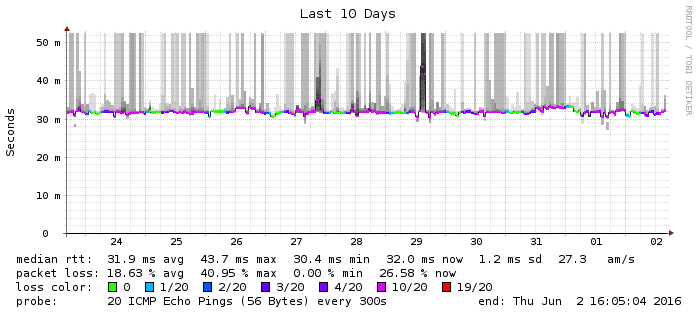 Last 10 Days
RRDTOOL / TOBI OETIKER
Seconds
50 m
40 m
30 m
20 m
10 m
0
24 25 26 27 28 29 30 31 01 02
median rtt: 31.9 ms avg 43.7 ms max 30.4 ms min 32.0 ms now 1.2 ms sd 27.3 am/s
packet loss: 18.63 % avg 40.95 % max 0.00 % min 26.58 % now
loss color: 0 1/20 2/20 3/20 4/20 10/20 19/20
probe: 20 ICMP Echo Pings (56 Bytes) every 300s end: Thu Jun 2 16:05:04 2016